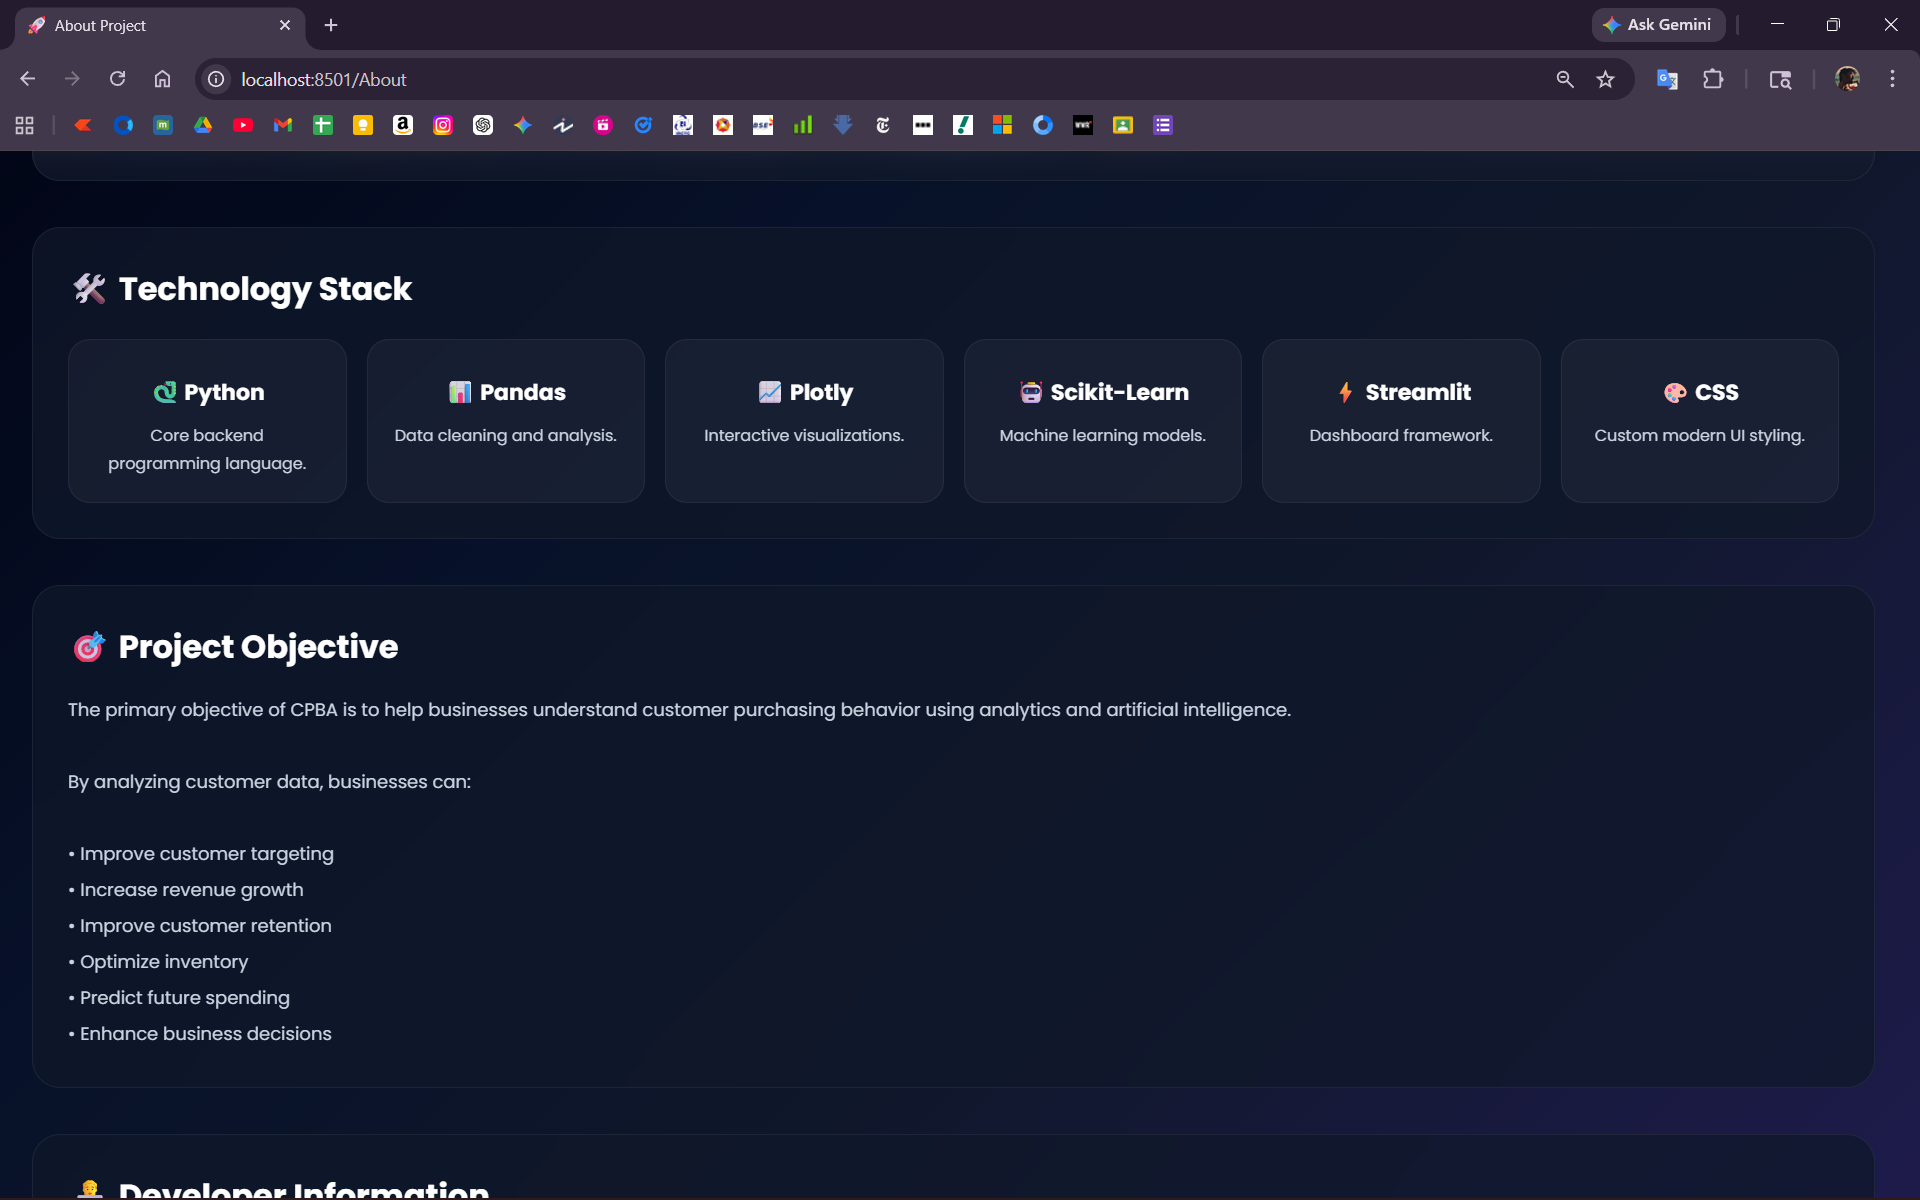 About Project
Ask Gemini
localhost:8501/About
Technology Stack
Python
Core backend
programming language.
Pandas
Data cleaning and analysis.
Plotly
Interactive visualizations.
Scikit-Learn
Machine learning models.
Streamlit
Dashboard framework.
CSS
Custom modern UI styling.
Project Objective
The primary objective of CPBA is to help businesses understand customer purchasing behavior using analytics and artificial intelligence.
By analyzing customer data, businesses can:
• Improve customer targeting
• Increase revenue growth
• Improve customer retention
• Optimize inventory
• Predict future spending
• Enhance business decisions
Developer Information